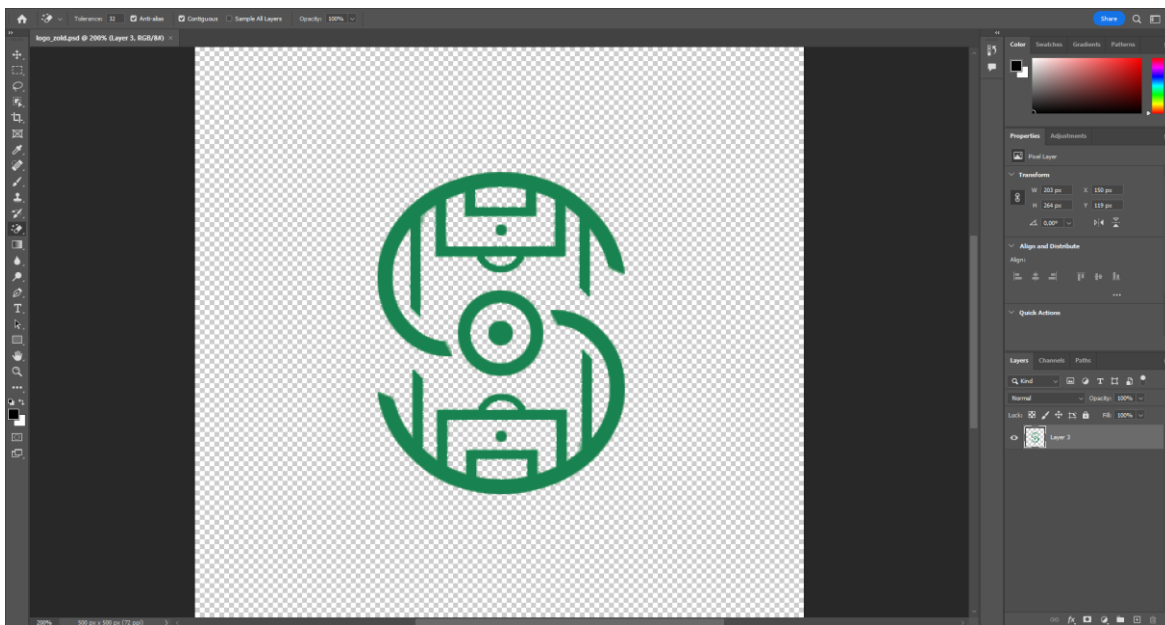 Tolerance: 32 Anti-alias Contiguous Sample All Layers Opacity: 100% Share
logo_zold.psd @ 200% (Layer 3, RGB/8#) ×
Color Swatches Gradients Patterns
Properties Adjustments
Pixel Layer
Transform
W 203 px X 150 px
H 264 px Y 119 px
0,00°
Align and Distribute
Align:
Quick Actions
Layers Channels Paths
Kind
Normal Opacity: 100%
Lock: Fill: 100%
Layer 3
200% 500 px x 500 px (72 ppi)